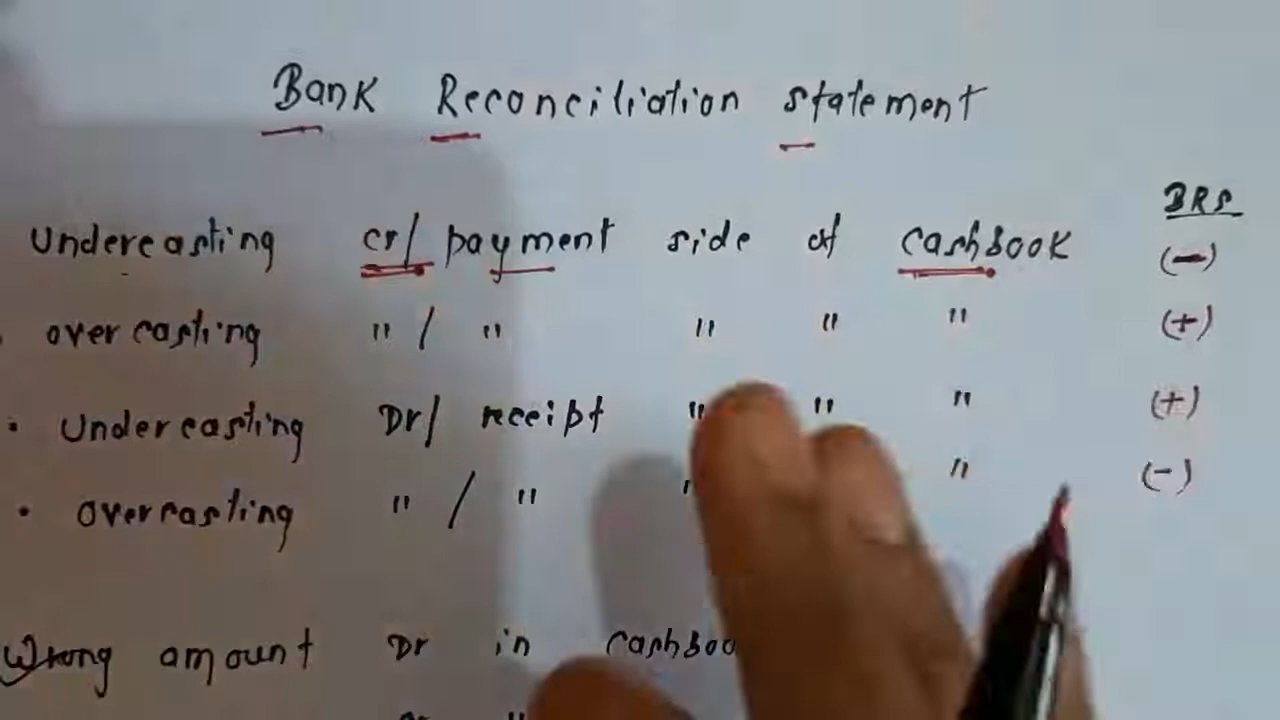 Bank Reconciliation statement
BRS
Undercasting cr/ payment side of cashbook (-)
overcasting " / " " " " (+)
• Undercasting Dr/ receipt " " " (+)
• overcasting " / " " " (-)
Wrong amount Dr in